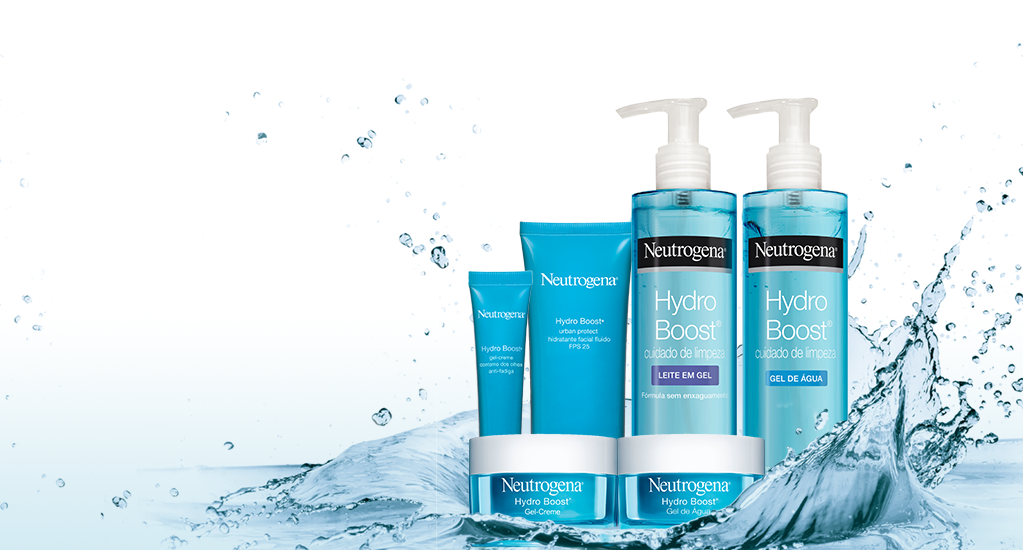 Neutrogena®
Hydro Boost®
gel-creme
contorno dos olhos
anti-fadiga
Neutrogena®
Hydro Boost®
urban protect
hidratante facial fluido
FPS 25
Neutrogena®
Hydro
Boost®
cuidado de limpeza
LEITE EM GEL
Fórmula sem enxaguamento
Neutrogena®
Hydro
Boost®
cuidado de limpeza
GEL DE ÁGUA
Neutrogena®
Hydro Boost®
Gel-Creme
Neutrogena®
Hydro Boost®
Gel de Água